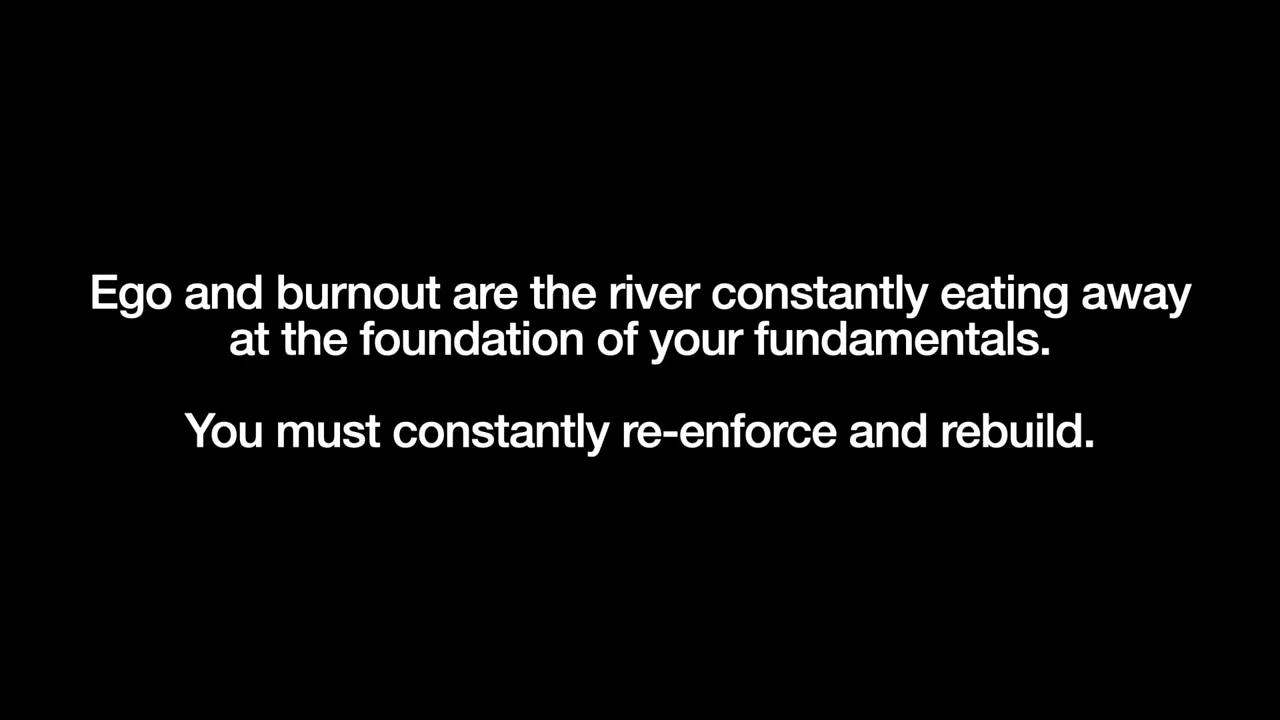 Ego and burnout are the river constantly eating away
at the foundation of your fundamentals.
You must constantly re-enforce and rebuild.